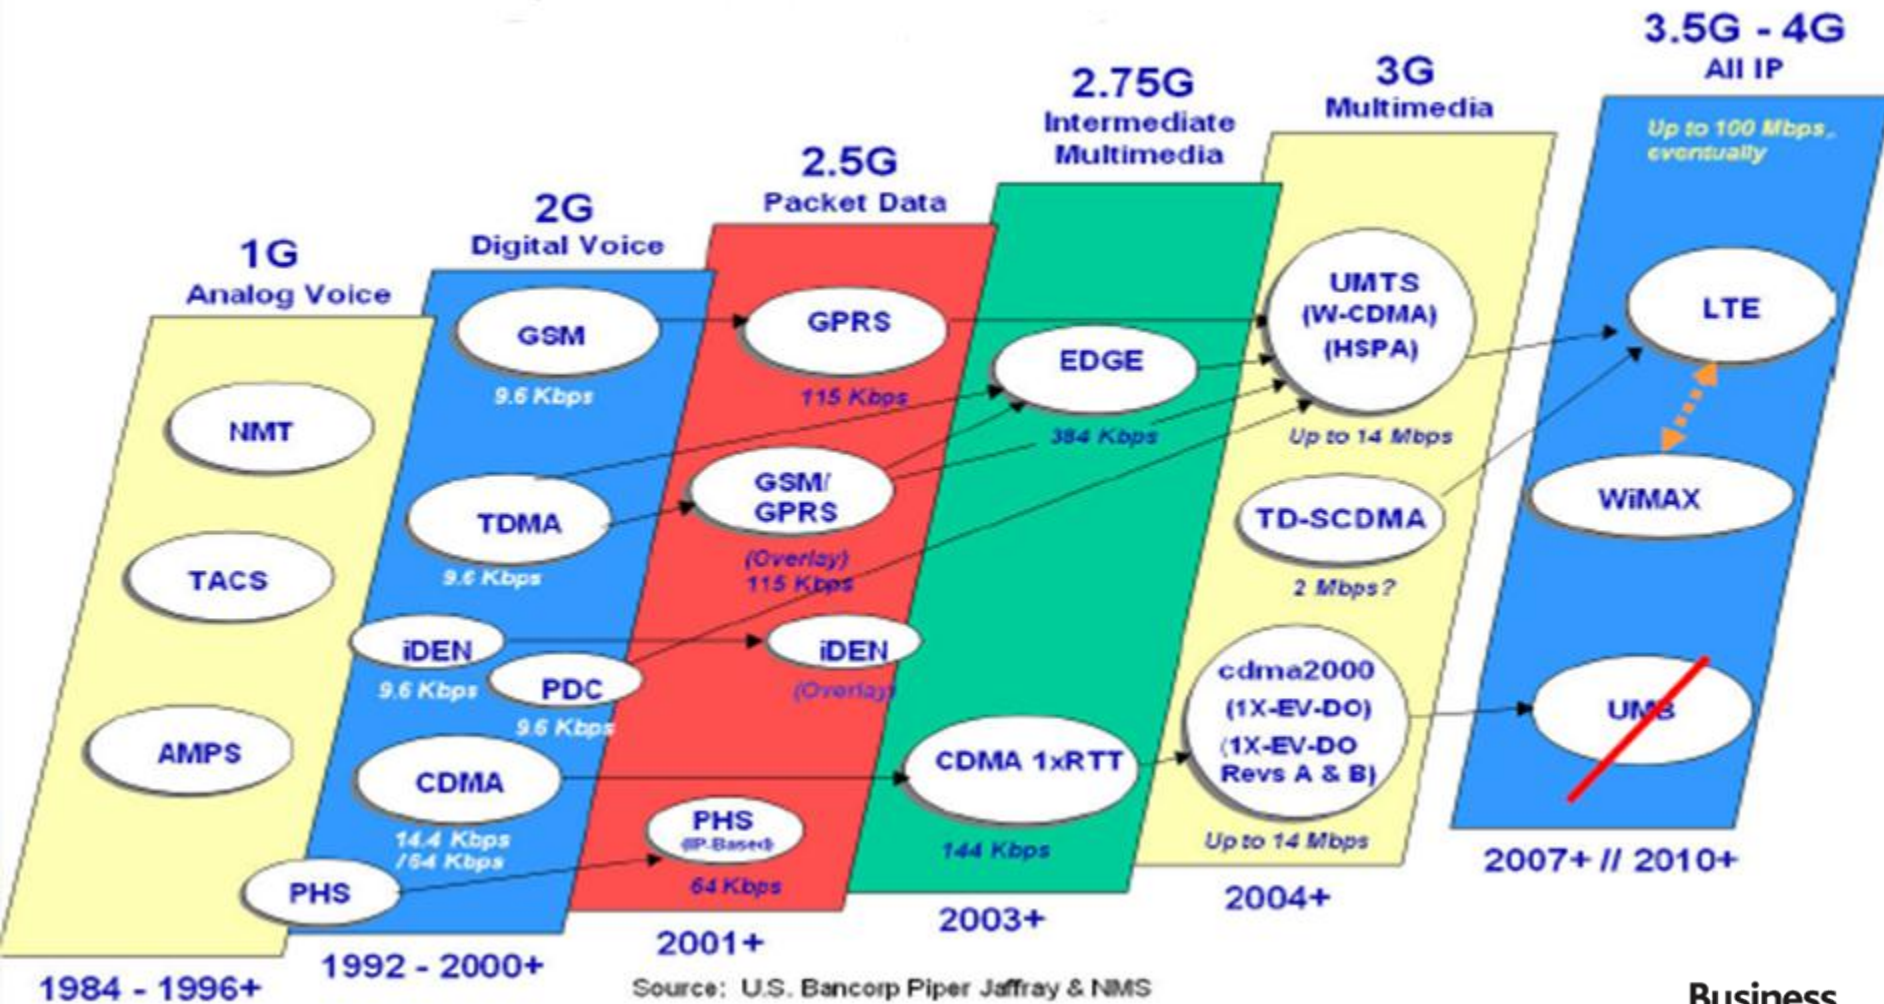 1G
Analog Voice
NMT
TACS
AMPS
1984 - 1996+
2G
Digital Voice
GSM
9.6 Kbps
TDMA
9.6 Kbps
iDEN
9.6 Kbps
PDC
9.6 Kbps
CDMA
14.4 Kbps
/64 Kbps
PHS
1992 - 2000+
2.5G
Packet Data
GPRS
115 Kbps
GSM/
GPRS
(Overlay)
115 Kbps
iDEN
(Overlay)
PHS
(IP-Based)
64 Kbps
2001+
2.75G
Intermediate
Multimedia
EDGE
384 Kbps
CDMA 1xRTT
144 Kbps
2003+
3G
Multimedia
UMTS
(W-CDMA)
(HSPA)
Up to 14 Mbps
TD-SCDMA
2 Mbps?
cdma2000
(1X-EV-DO)
(1X-EV-DO
Revs A & B)
Up to 14 Mbps
2004+
3.5G - 4G
All IP
Up to 100 Mbps,
eventually
LTE
WiMAX
UMB
2007+ // 2010+
Source: U.S. Bancorp Piper Jaffray & NMS
Business